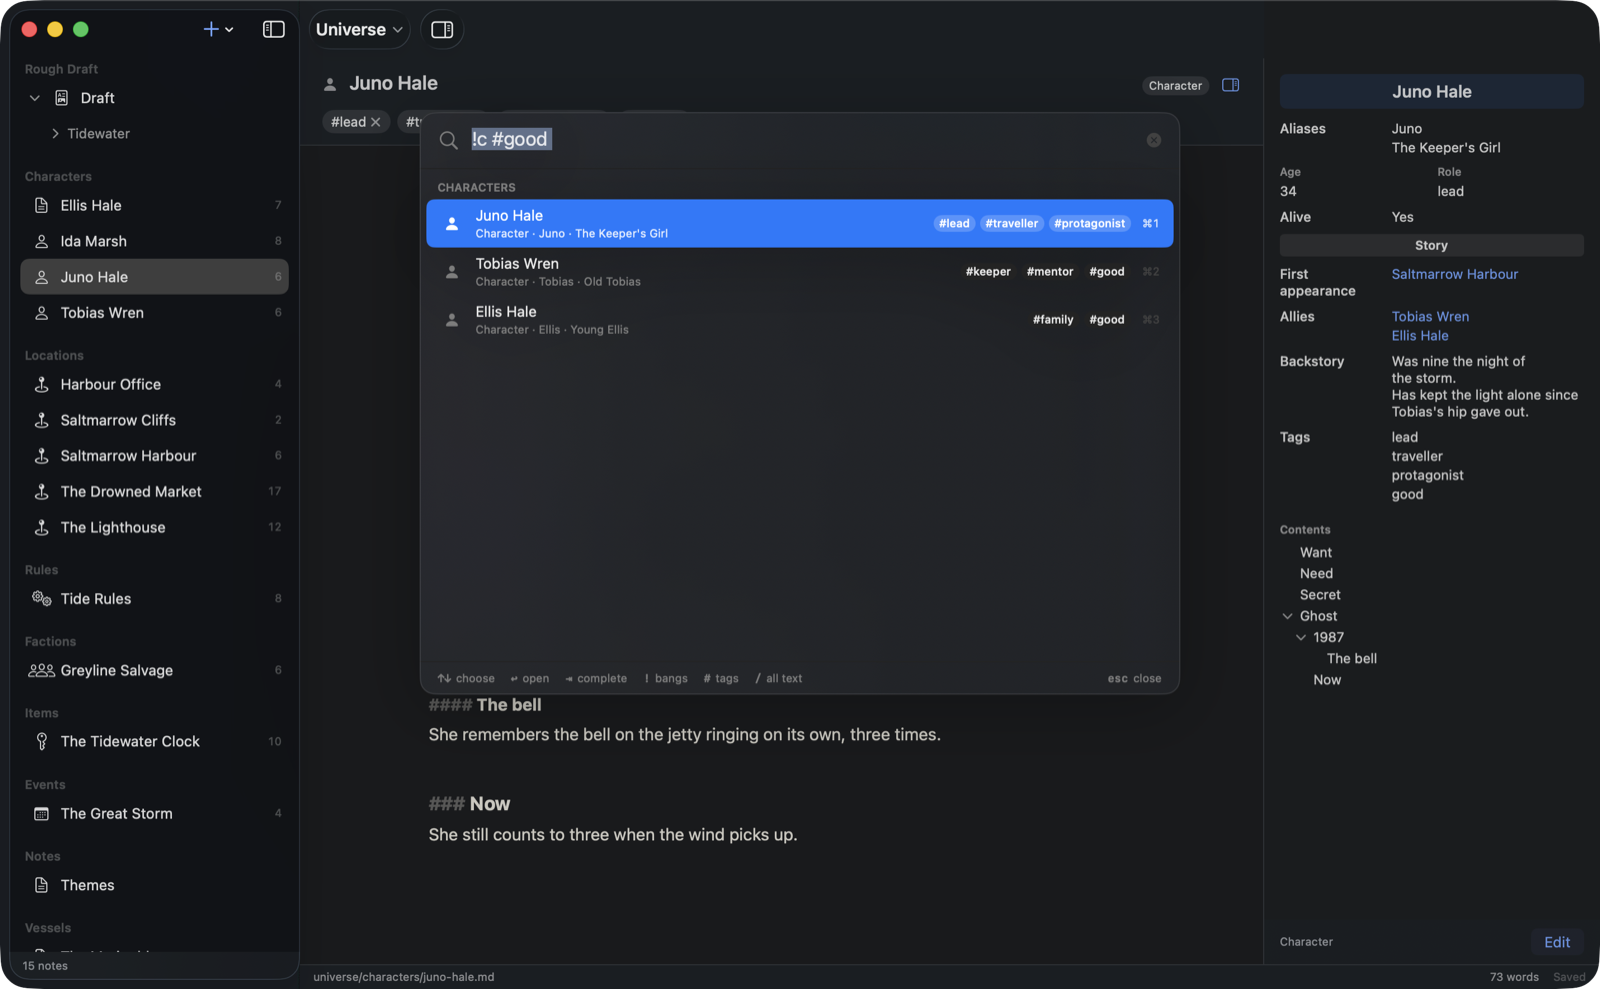 Rough Draft
Draft
Tidewater
Characters
Ellis Hale 7
Ida Marsh 8
Juno Hale 6
Tobias Wren 6
Locations
Harbour Office 4
Saltmarrow Cliffs 2
Saltmarrow Harbour 6
The Drowned Market 17
The Lighthouse 12
Rules
Tide Rules 8
Factions
Greyline Salvage 6
Items
The Tidewater Clock 10
Events
The Great Storm 4
Notes
Themes
Vessels
15 notes
Universe
Juno Hale
Character
#lead
!c #good
CHARACTERS
Juno Hale
Character · Juno · The Keeper's Girl
#lead #traveller #protagonist ⌘1
Tobias Wren
Character · Tobias · Old Tobias
#keeper #mentor #good ⌘2
Ellis Hale
Character · Ellis · Young Ellis
#family #good ⌘3
choose open complete ! bangs # tags / all text esc close
#### The bell
She remembers the bell on the jetty ringing on its own, three times.
### Now
She still counts to three when the wind picks up.
universe/characters/juno-hale.md
73 words Saved
Juno Hale
Aliases Juno
The Keeper's Girl
Age Role
34 lead
Alive Yes
Story
First appearance Saltmarrow Harbour
Allies Tobias Wren
Ellis Hale
Backstory Was nine the night of
the storm.
Has kept the light alone since
Tobias's hip gave out.
Tags lead
traveller
protagonist
good
Contents
Want
Need
Secret
Ghost
1987
The bell
Now
Character Edit